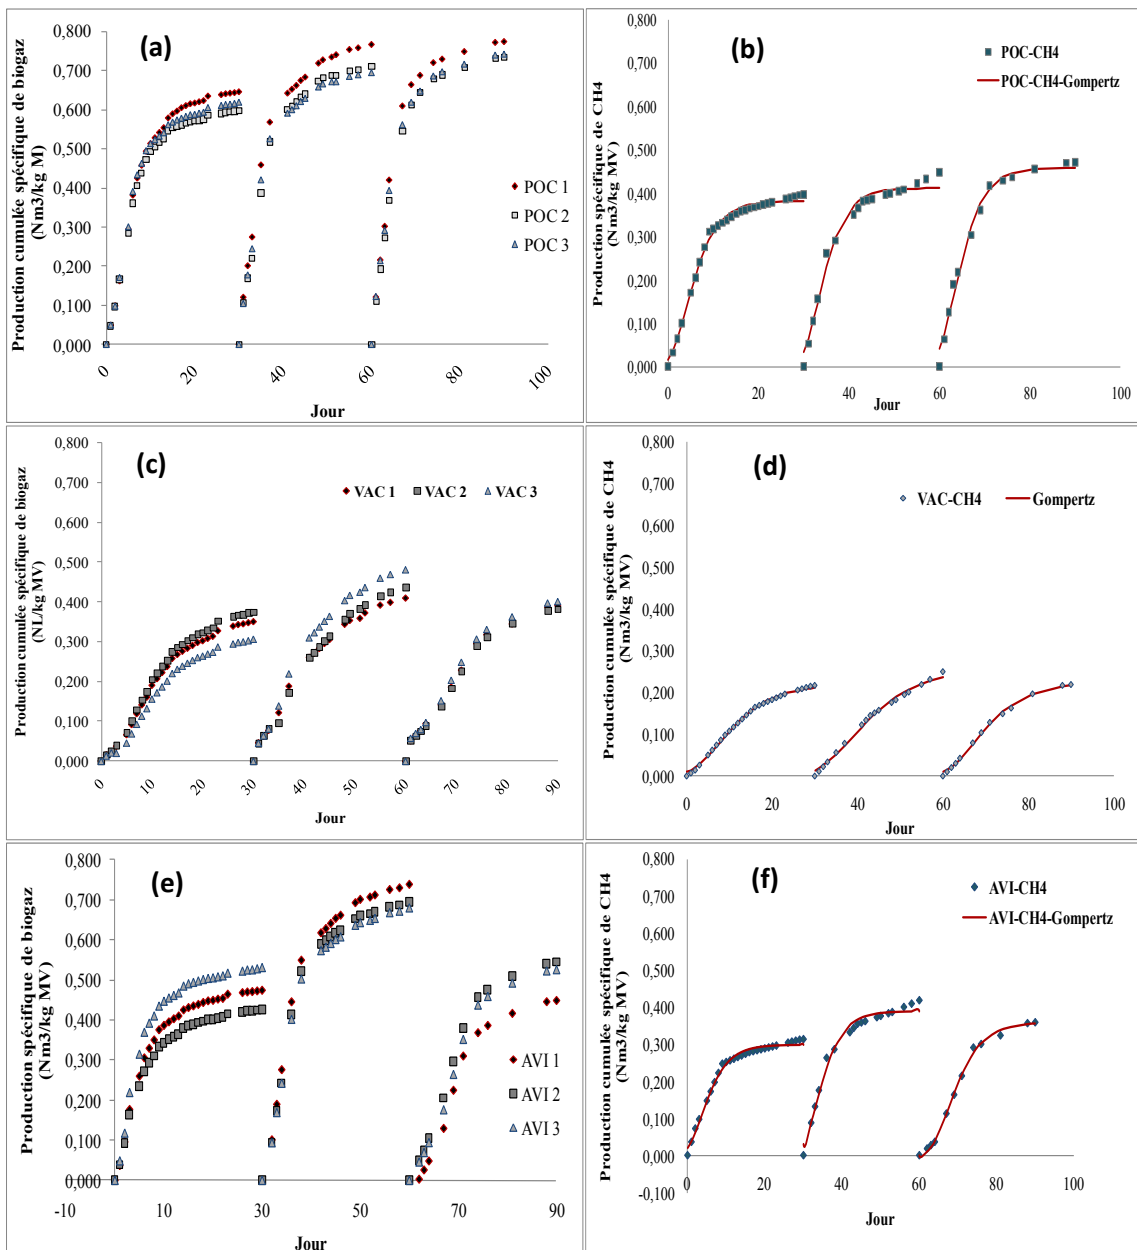 (a)
Production cumulée spécifique de biogaz
(Nm3/kg M)
0,800
0,700
0,600
0,500
0,400
0,300
0,200
0,100
0,000
POC 1
POC 2
POC 3
0
20
40
60
80
100
Jour
(b)
Production spécifique de CH4
(Nm3/kg MV)
0,800
0,700
0,600
0,500
0,400
0,300
0,200
0,100
0,000
POC-CH4
POC-CH4-Gompertz
0
20
40
60
80
100
Jour
(c)
Production cumulée spécifique de biogaz
(NL/kg MV)
0,800
0,700
0,600
0,500
0,400
0,300
0,200
0,100
0,000
VAC 1
VAC 2
VAC 3
0
10
20
30
40
50
60
70
80
90
Jour
(d)
Production cumulée spécifique de CH4
(Nm3/kg MV)
0,800
0,700
0,600
0,500
0,400
0,300
0,200
0,100
0,000
VAC-CH4
Gompertz
0
20
40
60
80
100
Jour
(e)
Production spécifique de biogaz
(Nm3/kg MV)
0,800
0,700
0,600
0,500
0,400
0,300
0,200
0,100
0,000
AVI 1
AVI 2
AVI 3
-10
10
30
50
70
90
Jour
(f)
Production cumulée spécifique de CH4
(Nm3/kg MV)
0,800
0,700
0,600
0,500
0,400
0,300
0,200
0,100
0,000
-0,100
AVI-CH4
AVI-CH4-Gompertz
0
20
40
60
80
100
Jour